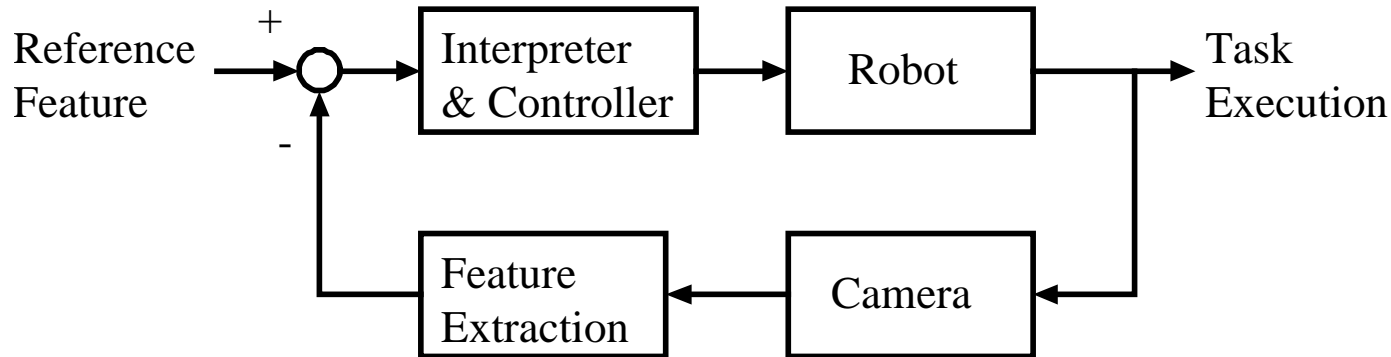 +
Reference
Feature
Interpreter
& Controller
Robot
Task
Execution
-
Feature
Extraction
Camera